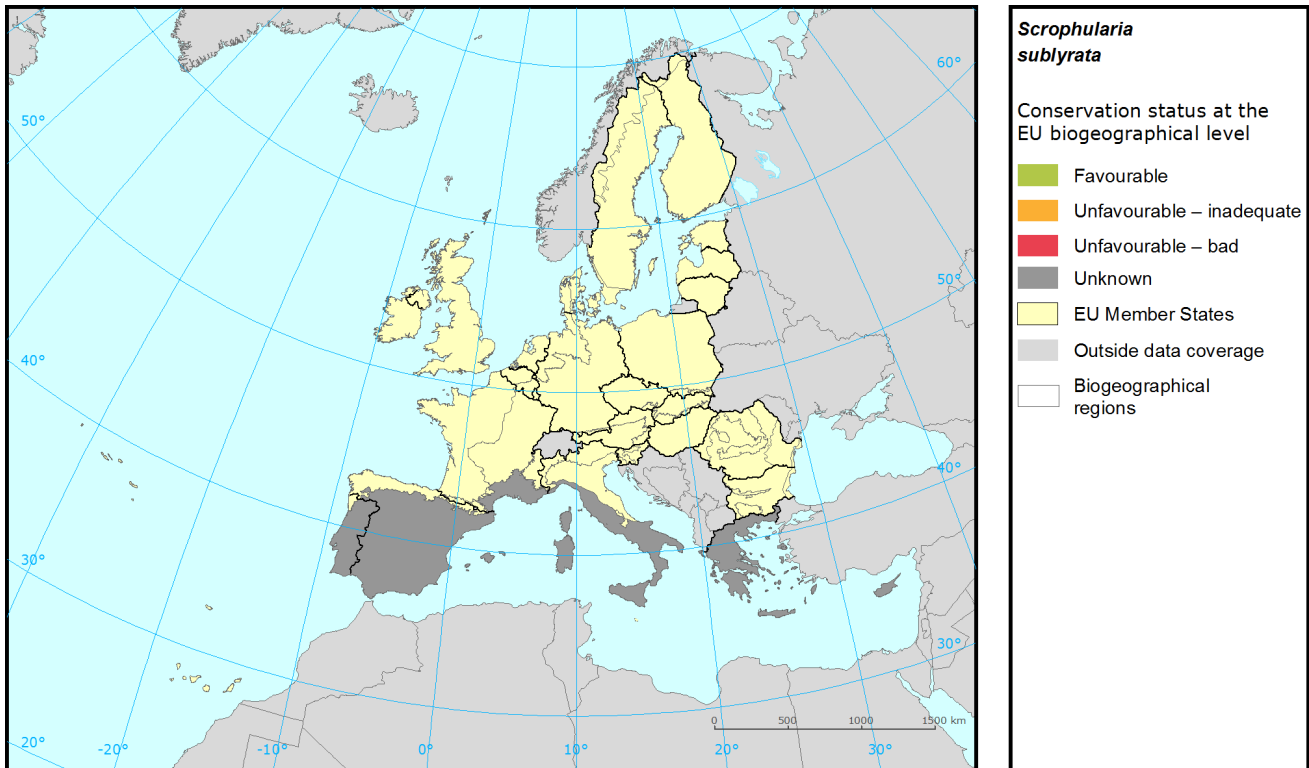 Scrophularia
sublyrata
Conservation status at the
EU biogeographical level
Favourable
Unfavourable – inadequate
Unfavourable – bad
Unknown
EU Member States
Outside data coverage
Biogeographical
regions
60°
50°
50°
40°
40°
30°
30°
20°
-20°
-10°
0°
10°
20°
30°
0 500 1000 1500 km